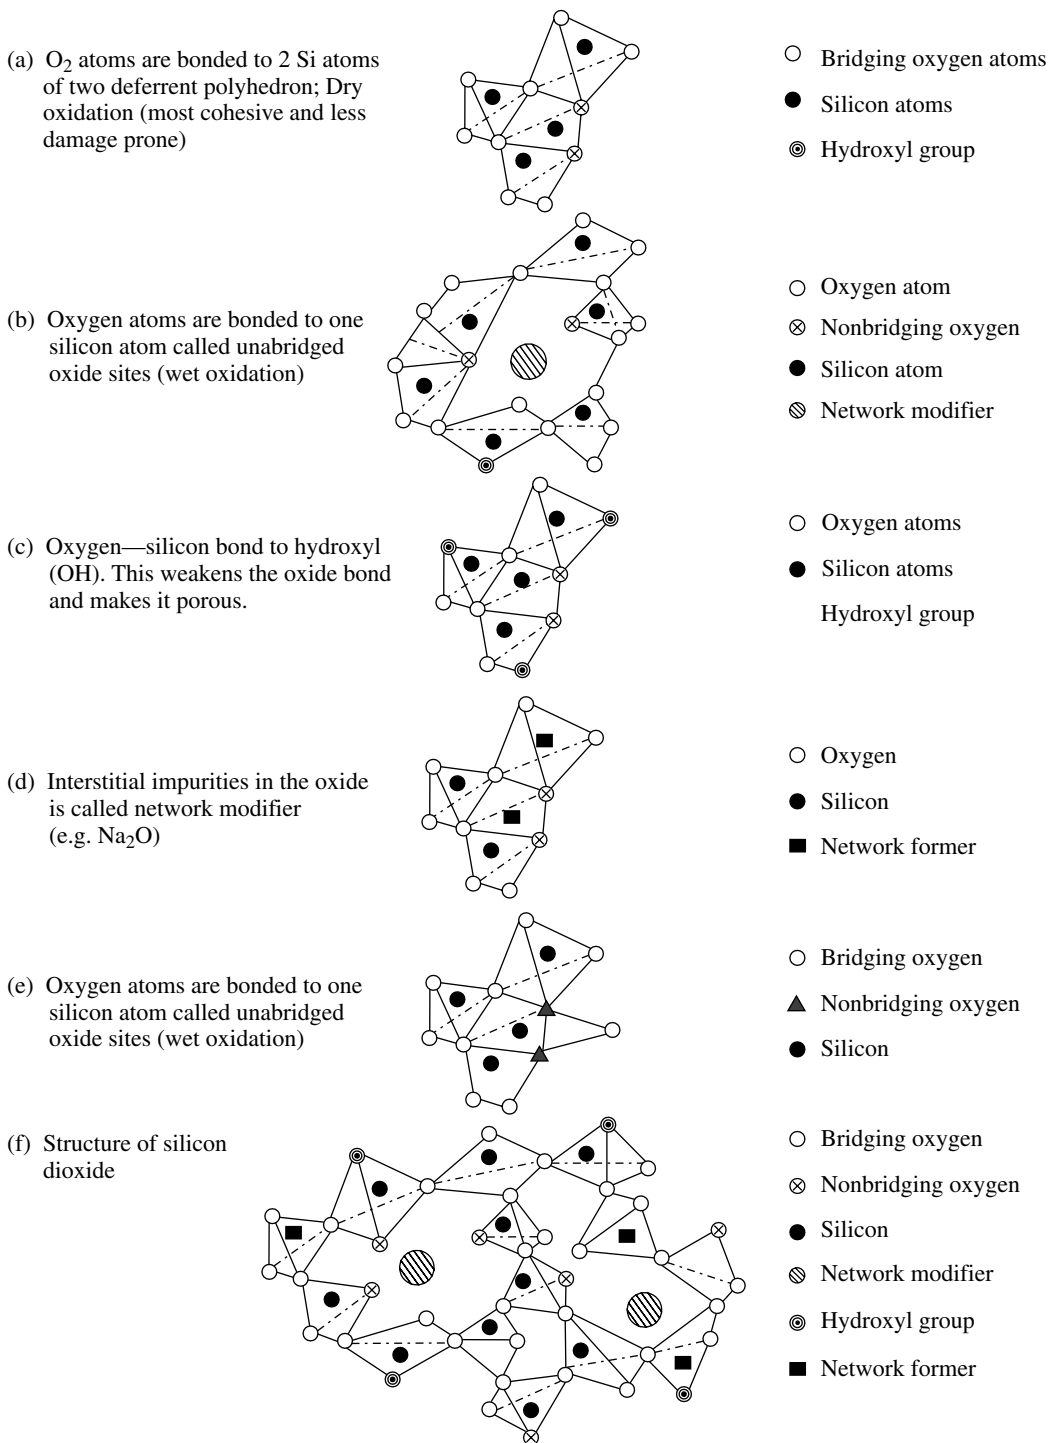 (a) O₂ atoms are bonded to 2 Si atoms
of two deferrent polyhedron; Dry
oxidation (most cohesive and less
damage prone)
Bridging oxygen atoms
Silicon atoms
Hydroxyl group
(b) Oxygen atoms are bonded to one
silicon atom called unabridged
oxide sites (wet oxidation)
Oxygen atom
Nonbridging oxygen
Silicon atom
Network modifier
(c) Oxygen—silicon bond to hydroxyl
(OH). This weakens the oxide bond
and makes it porous.
Oxygen atoms
Silicon atoms
Hydroxyl group
(d) Interstitial impurities in the oxide
is called network modifier
(e.g. Na₂O)
Oxygen
Silicon
Network former
(e) Oxygen atoms are bonded to one
silicon atom called unabridged
oxide sites (wet oxidation)
Bridging oxygen
Nonbridging oxygen
Silicon
(f) Structure of silicon
dioxide
Bridging oxygen
Nonbridging oxygen
Silicon
Network modifier
Hydroxyl group
Network former